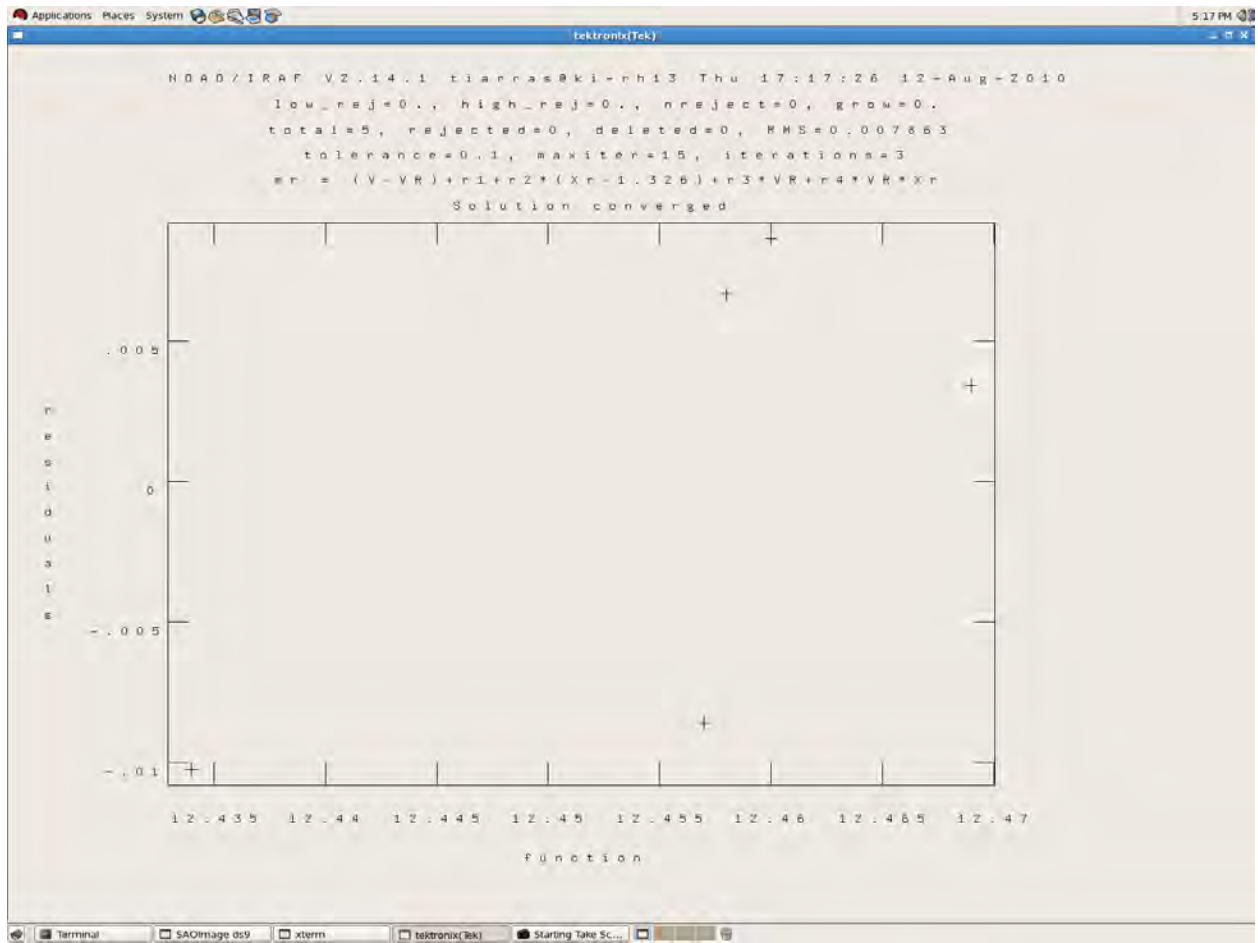 Applications Places System 5:17 PM
tektronix(Tek)
NOAO/IRAF V2.14.1 tiarras@ki-rh13 Thu 17:17:26 12-Aug-2010
low_rej=0., high_rej=0., nreject=0, grow=0.
total=5, rejected=0, deleted=0, RMS=0.007863
tolerance=0.1, maxiter=15, iterations=3
mr = (V-VR)+r1+r2*(Xr-1.326)+r3*VR+r4*VR*Xr
Solution converged
.005
0
-.005
-.01
residuals
12.435 12.44 12.445 12.45 12.455 12.46 12.465 12.47
function
Terminal SAOImage ds9 xterm tektronix(Tek) Starting Take Sc...